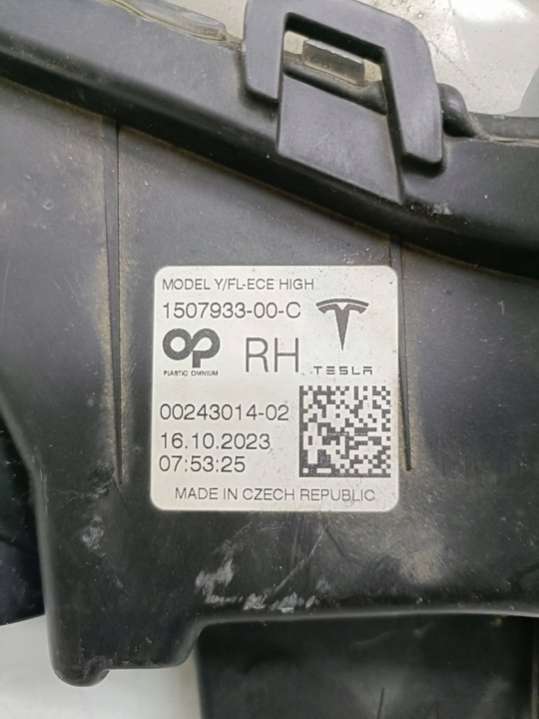 MODEL Y/FL-ECE HIGH
1507933-00-C
OP
PLASTIC OMNIUM
RH
TESLA
00243014-02
16.10.2023
07:53:25
MADE IN CZECH REPUBLIC